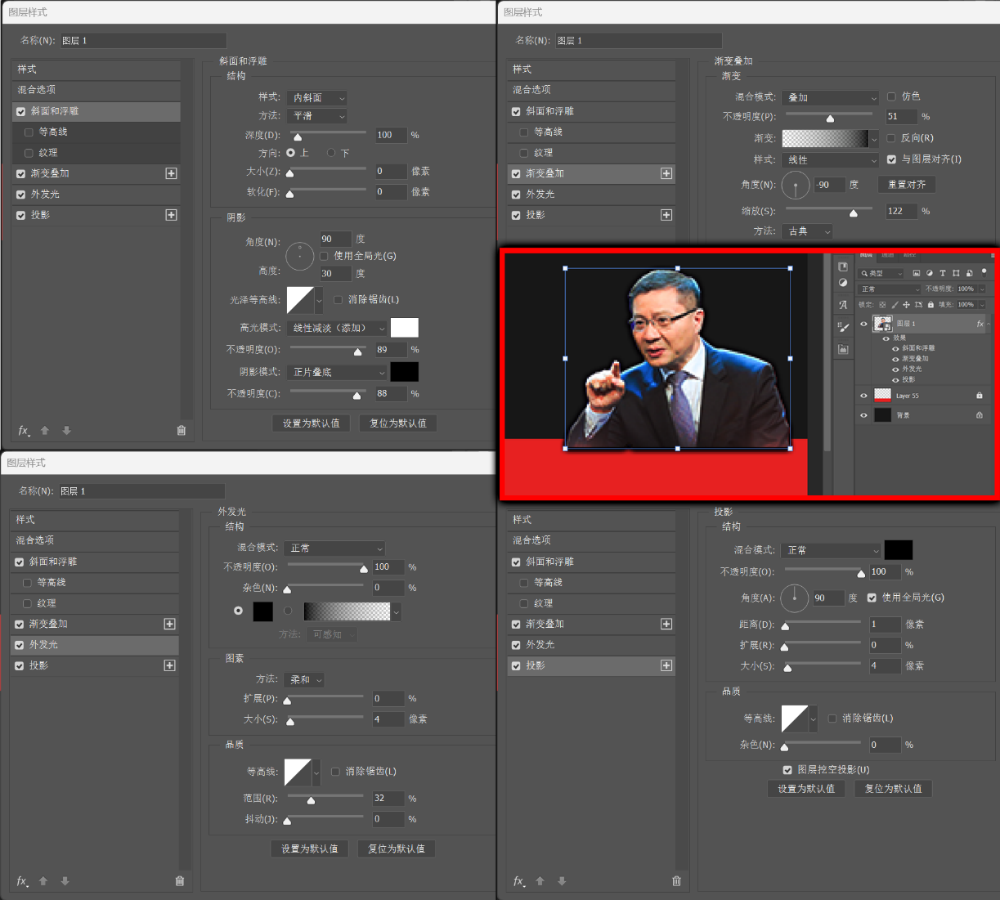 图层样式
名称(N): 图层 1
样式
混合选项
斜面和浮雕
等高线
纹理
渐变叠加
外发光
投影
fx
斜面和浮雕
结构
样式: 内斜面
方法: 平滑
深度(D): 100 %
方向: 上 下
大小(Z): 0 像素
软化(F): 0 像素
阴影
角度(N): 90 度
使用全局光(G)
高度: 30 度
光泽等高线: 消除锯齿(L)
高光模式: 线性减淡（添加）
不透明度(O): 89 %
阴影模式: 正片叠底
不透明度(C): 88 %
设置为默认值 复位为默认值
图层样式
名称(N): 图层 1
样式
混合选项
斜面和浮雕
等高线
纹理
渐变叠加
外发光
投影
渐变叠加
渐变
混合模式: 叠加 仿色
不透明度(P): 51 %
渐变: 反向(R)
样式: 线性 与图层对齐(I)
角度(N): -90 度 重置对齐
缩放(S): 122 %
方法: 古典
类型
正常 不透明度: 100%
锁定: 填充: 100%
图层 1 fx
效果
斜面和浮雕
渐变叠加
外发光
投影
Layer 55
背景
图层样式
名称(N): 图层 1
样式
混合选项
斜面和浮雕
等高线
纹理
渐变叠加
外发光
投影
fx
外发光
结构
混合模式: 正常
不透明度(O): 100 %
杂色(N): 0 %
方法: 可感知
图素
方法: 柔和
扩展(P): 0 %
大小(S): 4 像素
品质
等高线: 消除锯齿(L)
范围(R): 32 %
抖动(J): 0 %
设置为默认值 复位为默认值
样式
混合选项
斜面和浮雕
等高线
纹理
渐变叠加
外发光
投影
fx
投影
结构
混合模式: 正常
不透明度(O): 100 %
角度(A): 90 度 使用全局光(G)
距离(D): 1 像素
扩展(R): 0 %
大小(S): 4 像素
品质
等高线: 消除锯齿(L)
杂色(N): 0 %
图层挖空投影(U)
设置为默认值 复位为默认值